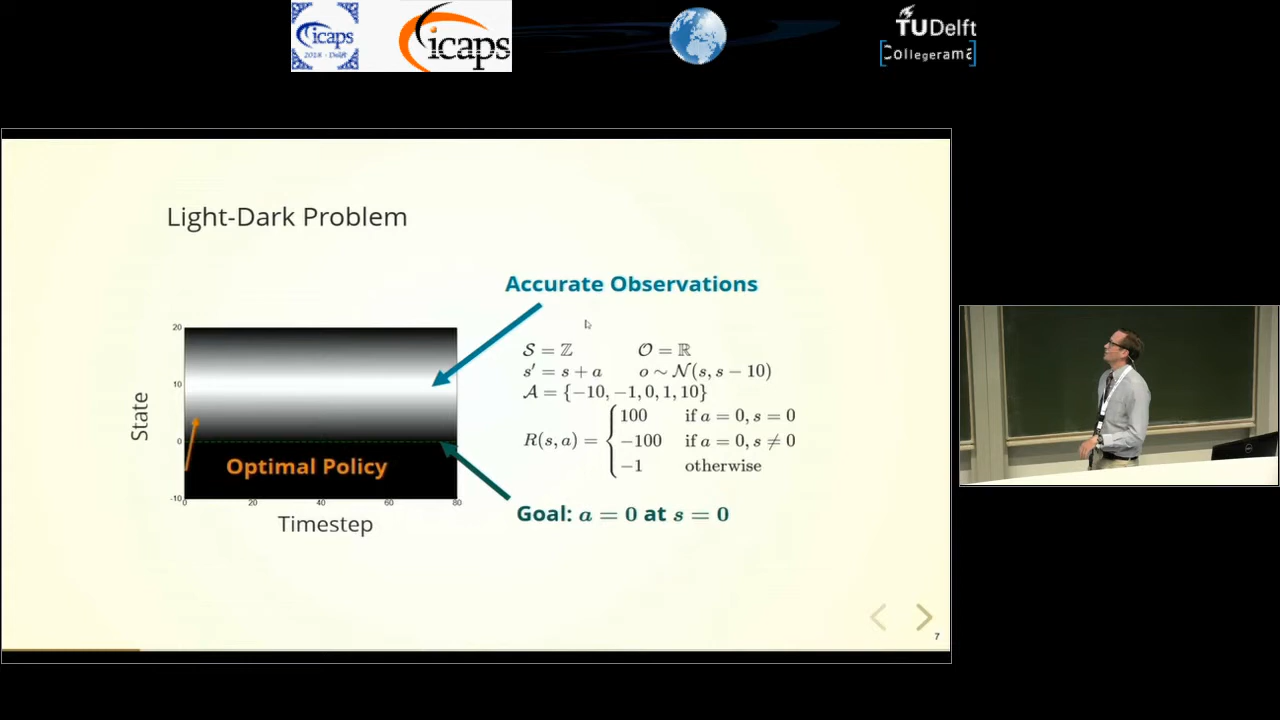 icaps
2018 - Delft
icaps
TUDelft
Collegerama
Light-Dark Problem
Accurate Observations
20
10
0
-10
0
20
40
60
80
State
Timestep
Optimal Policy
𝒮 = ℤ 𝒪 = ℝ
s′ = s + a o ∼ 𝒩(s, s − 10)
𝒜 = {−10, −1, 0, 1, 10}
R(s, a) = { 100 if a = 0, s = 0
−100 if a = 0, s ≠ 0
−1 otherwise
Goal: a = 0 at s = 0
7